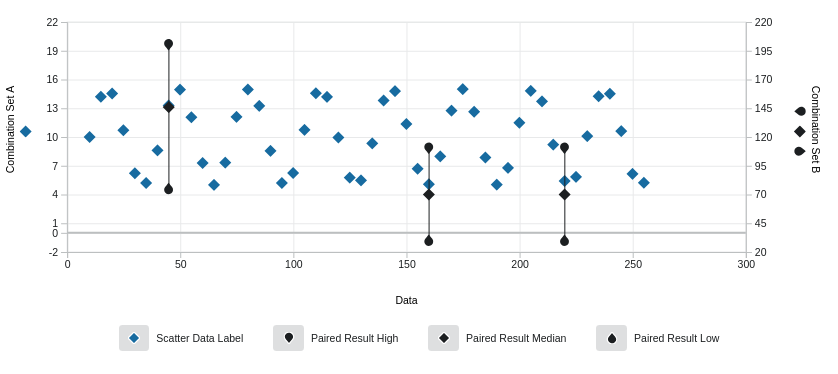 22 220
19 195
16 170
13 145
10 120
7 95
4 70
1 45
0
-2 20
0 50 100 150 200 250 300
Combination Set A
Combination Set B
Data
Scatter Data Label Paired Result High Paired Result Median Paired Result Low